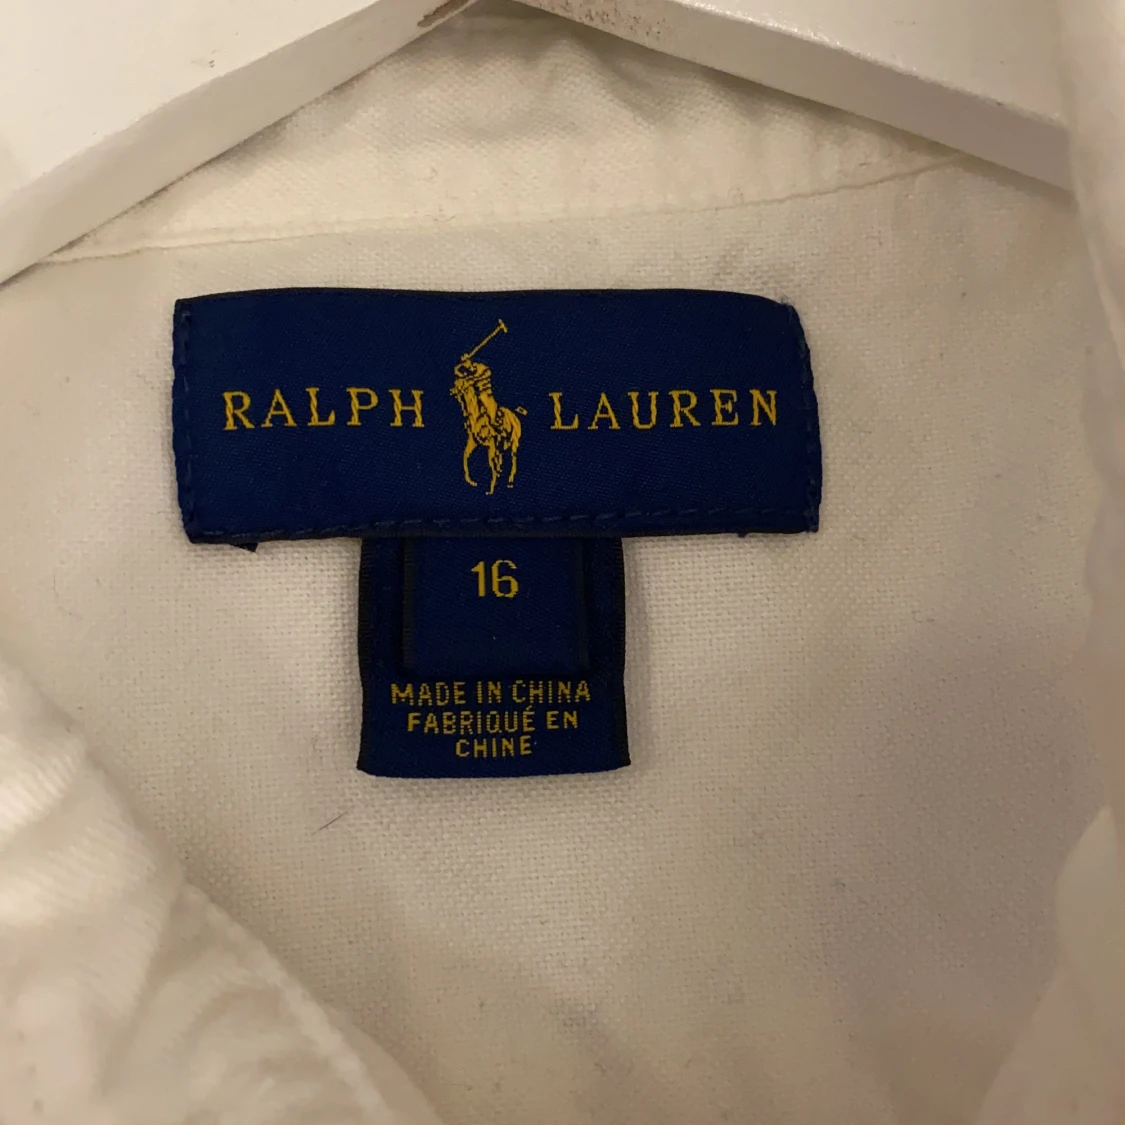 RALPH LAUREN
16
MADE IN CHINA
FABRIQUÉ EN
CHINE